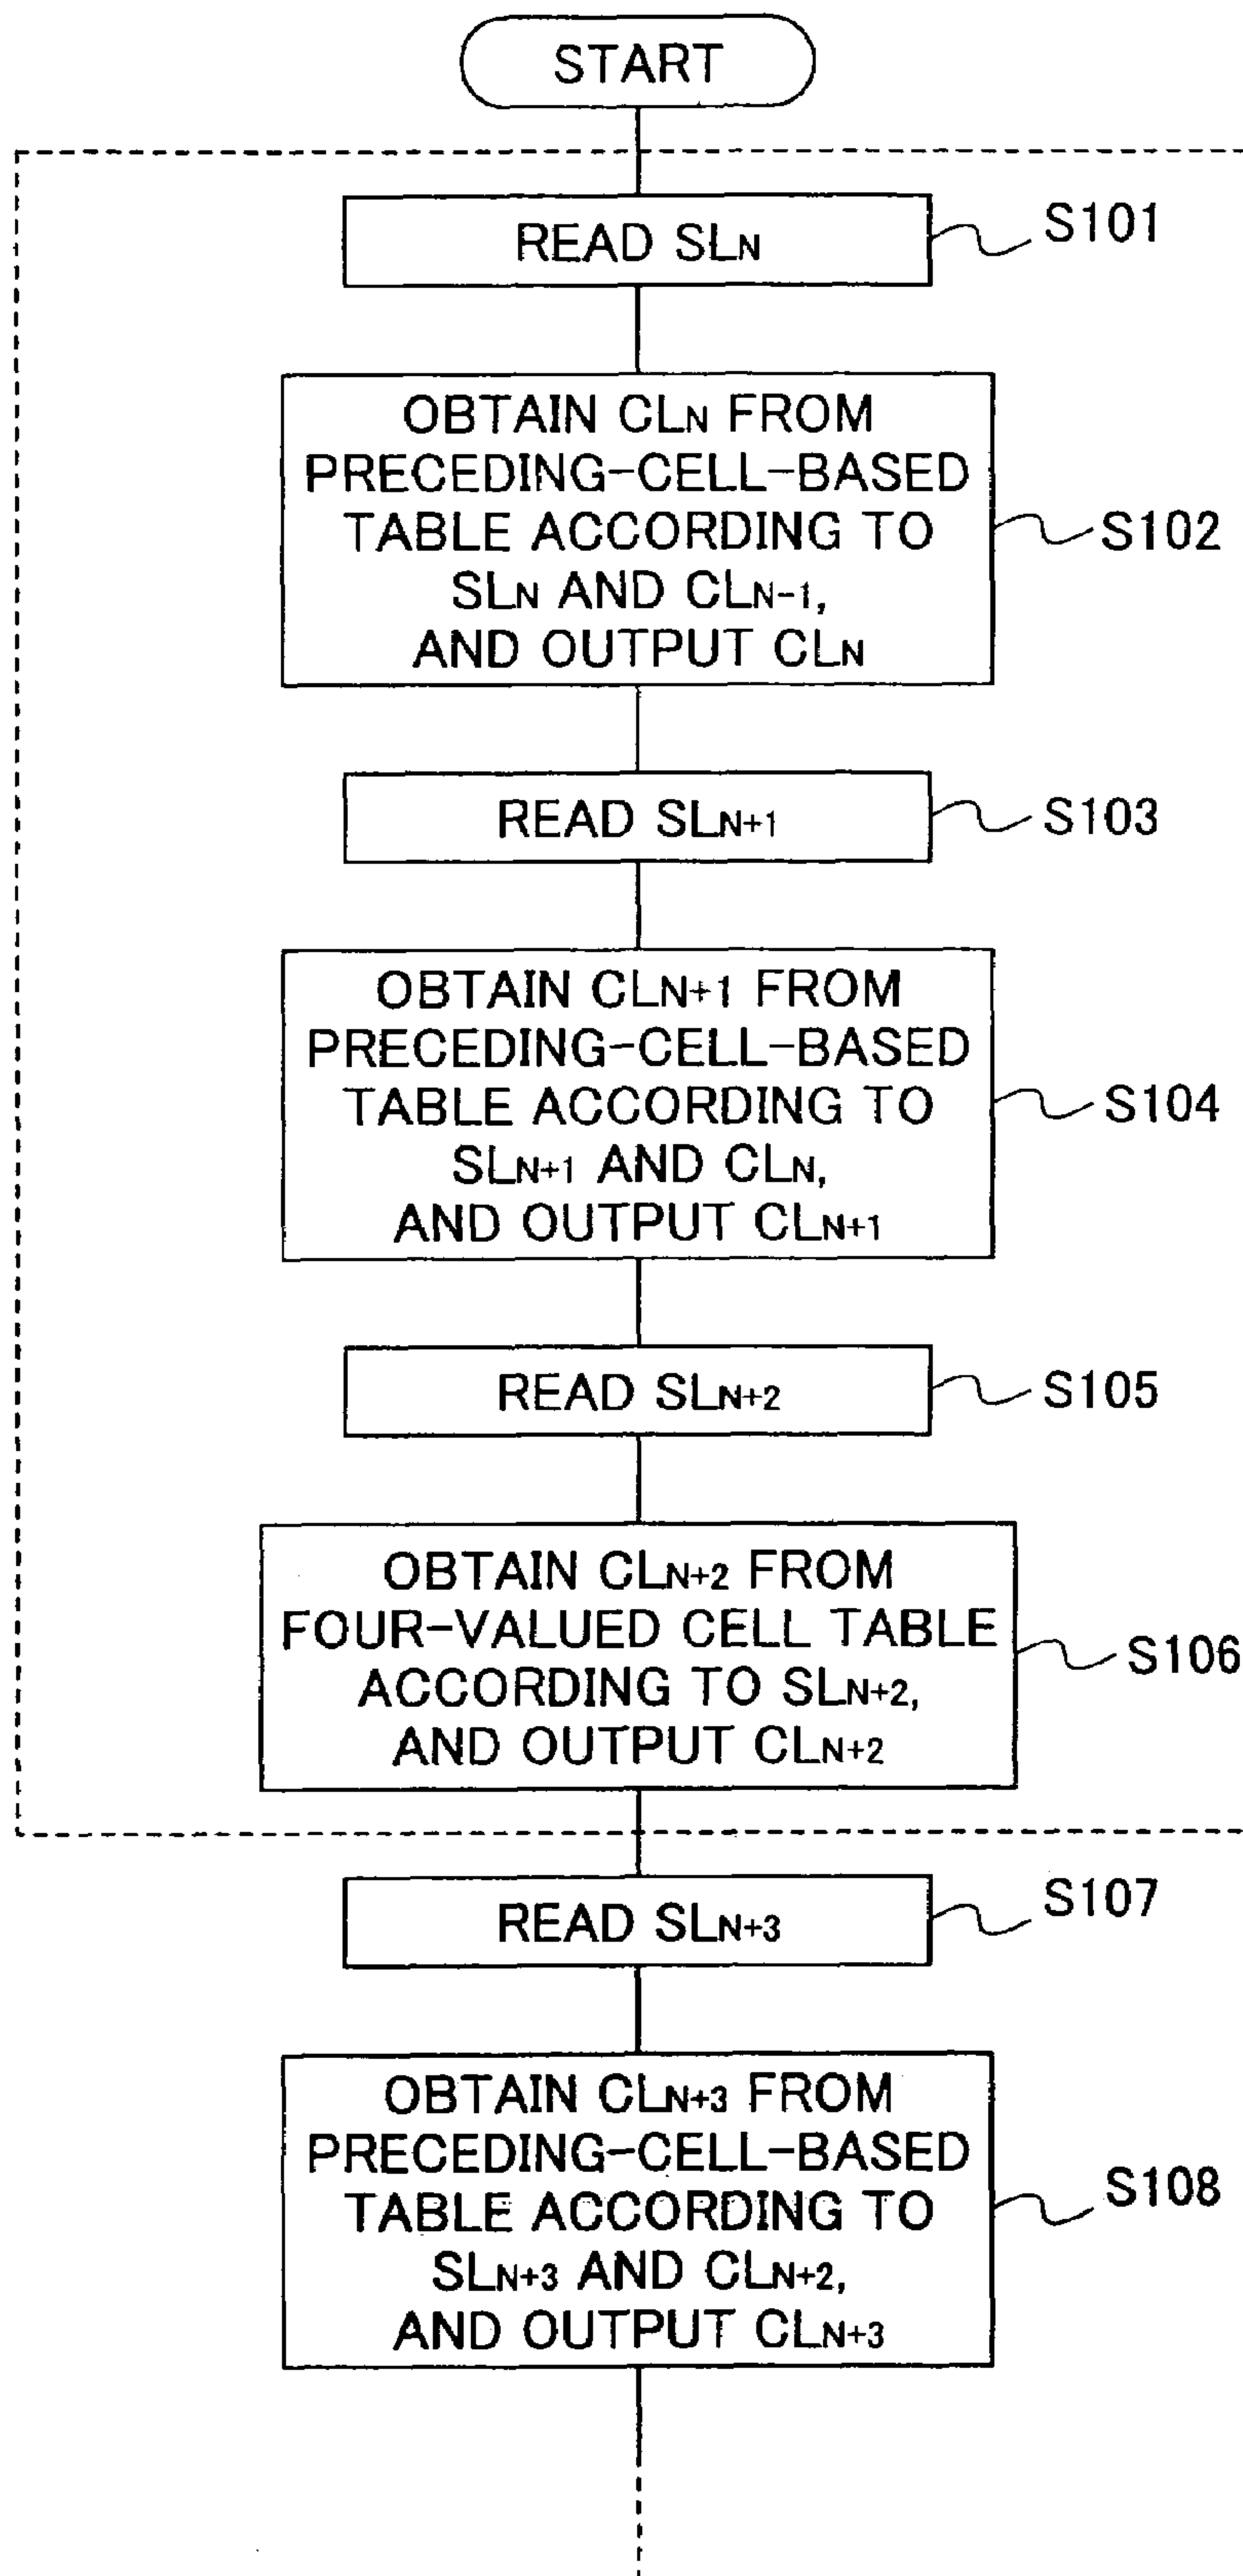 START
READ SLN
S101
OBTAIN CLN FROM
PRECEDING-CELL-BASED
TABLE ACCORDING TO
SLN AND CLN-1,
AND OUTPUT CLN
S102
READ SLN+1
S103
OBTAIN CLN+1 FROM
PRECEDING-CELL-BASED
TABLE ACCORDING TO
SLN+1 AND CLN,
AND OUTPUT CLN+1
S104
READ SLN+2
S105
OBTAIN CLN+2 FROM
FOUR-VALUED CELL TABLE
ACCORDING TO SLN+2,
AND OUTPUT CLN+2
S106
READ SLN+3
S107
OBTAIN CLN+3 FROM
PRECEDING-CELL-BASED
TABLE ACCORDING TO
SLN+3 AND CLN+2,
AND OUTPUT CLN+3
S108